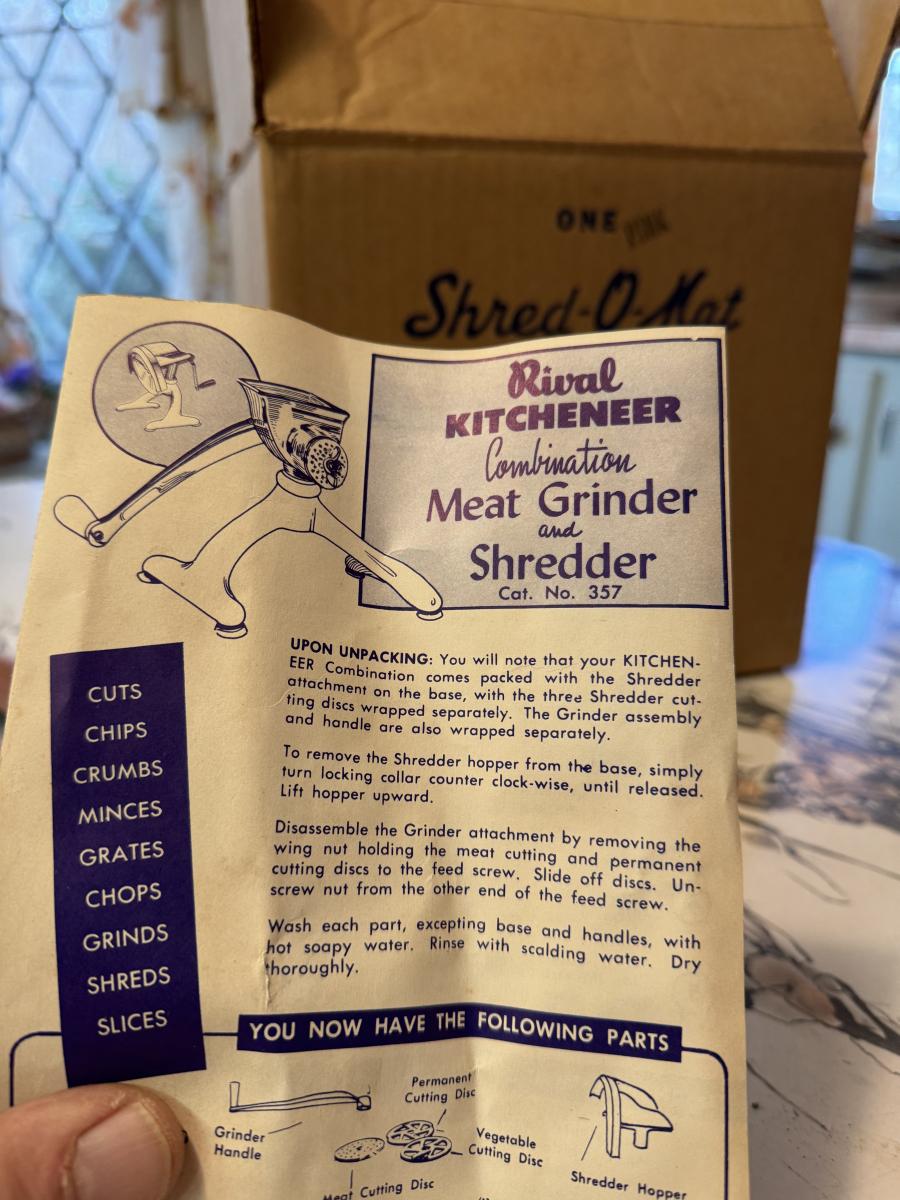 ONE PINK
Shred-O-Mat
Rival
KITCHENEER
Combination
Meat Grinder
and
Shredder
Cat. No. 357
CUTS
CHIPS
CRUMBS
MINCES
GRATES
CHOPS
GRINDS
SHREDS
SLICES
UPON UNPACKING: You will note that your KITCHEN-
EER Combination comes packed with the Shredder
attachment on the base, with the three Shredder cut-
ting discs wrapped separately. The Grinder assembly
and handle are also wrapped separately.
To remove the Shredder hopper from the base, simply
turn locking collar counter clock-wise, until released.
Lift hopper upward.
Disassemble the Grinder attachment by removing the
wing nut holding the meat cutting and permanent
cutting discs to the feed screw. Slide off discs. Un-
screw nut from the other end of the feed screw.
Wash each part, excepting base and handles, with
hot soapy water. Rinse with scalding water. Dry
thoroughly.
YOU NOW HAVE THE FOLLOWING PARTS
Grinder
Handle
Permanent
Cutting Disc
Vegetable
Cutting Disc
Meat Cutting Disc
Shredder Hopper